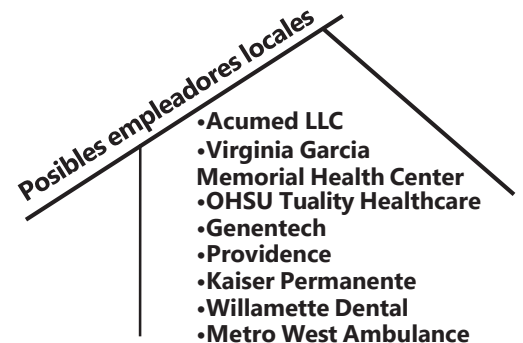 Posibles empleadores locales
•Acumed LLC
•Virginia Garcia
Memorial Health Center
•OHSU Tuality Healthcare
•Genentech
•Providence
•Kaiser Permanente
•Willamette Dental
•Metro West Ambulance